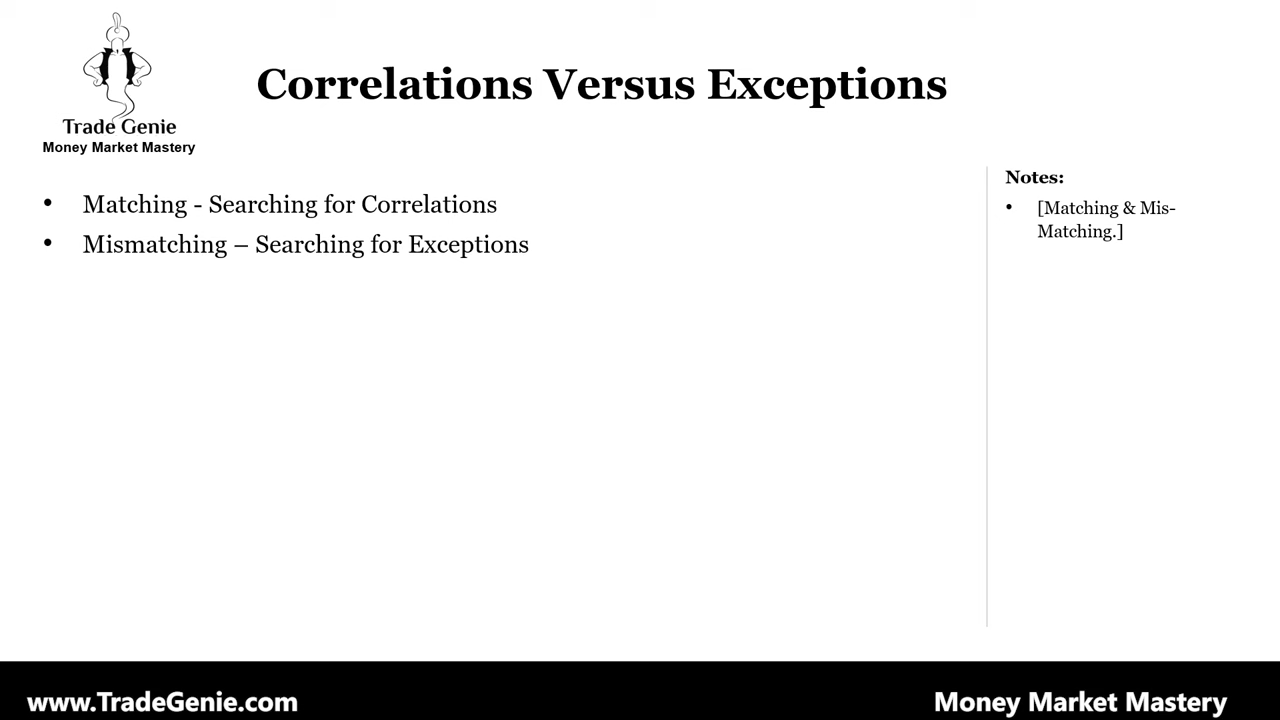 Trade Genie
Money Market Mastery
Correlations Versus Exceptions
• Matching - Searching for Correlations
• Mismatching – Searching for Exceptions
Notes:
• [Matching & Mis-
Matching.]
www.TradeGenie.com
Money Market Mastery